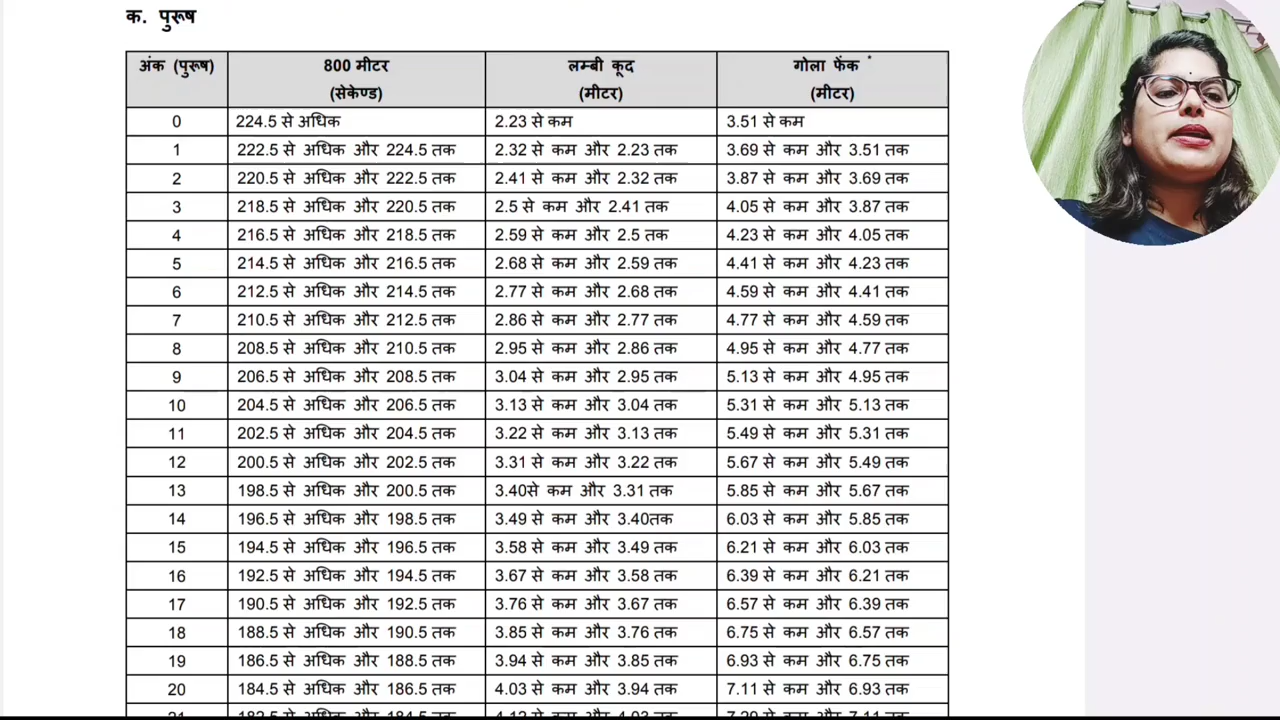 क. पुरूष
अंक (पुरूष) 800 मीटर (सेकेण्ड) लम्बी कूद (मीटर) गोला फेंक * (मीटर)
0 224.5 से अधिक 2.23 से कम 3.51 से कम
1 222.5 से अधिक और 224.5 तक 2.32 से कम और 2.23 तक 3.69 से कम और 3.51 तक
2 220.5 से अधिक और 222.5 तक 2.41 से कम और 2.32 तक 3.87 से कम और 3.69 तक
3 218.5 से अधिक और 220.5 तक 2.5 से कम और 2.41 तक 4.05 से कम और 3.87 तक
4 216.5 से अधिक और 218.5 तक 2.59 से कम और 2.5 तक 4.23 से कम और 4.05 तक
5 214.5 से अधिक और 216.5 तक 2.68 से कम और 2.59 तक 4.41 से कम और 4.23 तक
6 212.5 से अधिक और 214.5 तक 2.77 से कम और 2.68 तक 4.59 से कम और 4.41 तक
7 210.5 से अधिक और 212.5 तक 2.86 से कम और 2.77 तक 4.77 से कम और 4.59 तक
8 208.5 से अधिक और 210.5 तक 2.95 से कम और 2.86 तक 4.95 से कम और 4.77 तक
9 206.5 से अधिक और 208.5 तक 3.04 से कम और 2.95 तक 5.13 से कम और 4.95 तक
10 204.5 से अधिक और 206.5 तक 3.13 से कम और 3.04 तक 5.31 से कम और 5.13 तक
11 202.5 से अधिक और 204.5 तक 3.22 से कम और 3.13 तक 5.49 से कम और 5.31 तक
12 200.5 से अधिक और 202.5 तक 3.31 से कम और 3.22 तक 5.67 से कम और 5.49 तक
13 198.5 से अधिक और 200.5 तक 3.40से कम और 3.31 तक 5.85 से कम और 5.67 तक
14 196.5 से अधिक और 198.5 तक 3.49 से कम और 3.40तक 6.03 से कम और 5.85 तक
15 194.5 से अधिक और 196.5 तक 3.58 से कम और 3.49 तक 6.21 से कम और 6.03 तक
16 192.5 से अधिक और 194.5 तक 3.67 से कम और 3.58 तक 6.39 से कम और 6.21 तक
17 190.5 से अधिक और 192.5 तक 3.76 से कम और 3.67 तक 6.57 से कम और 6.39 तक
18 188.5 से अधिक और 190.5 तक 3.85 से कम और 3.76 तक 6.75 से कम और 6.57 तक
19 186.5 से अधिक और 188.5 तक 3.94 से कम और 3.85 तक 6.93 से कम और 6.75 तक
20 184.5 से अधिक और 186.5 तक 4.03 से कम और 3.94 तक 7.11 से कम और 6.93 तक